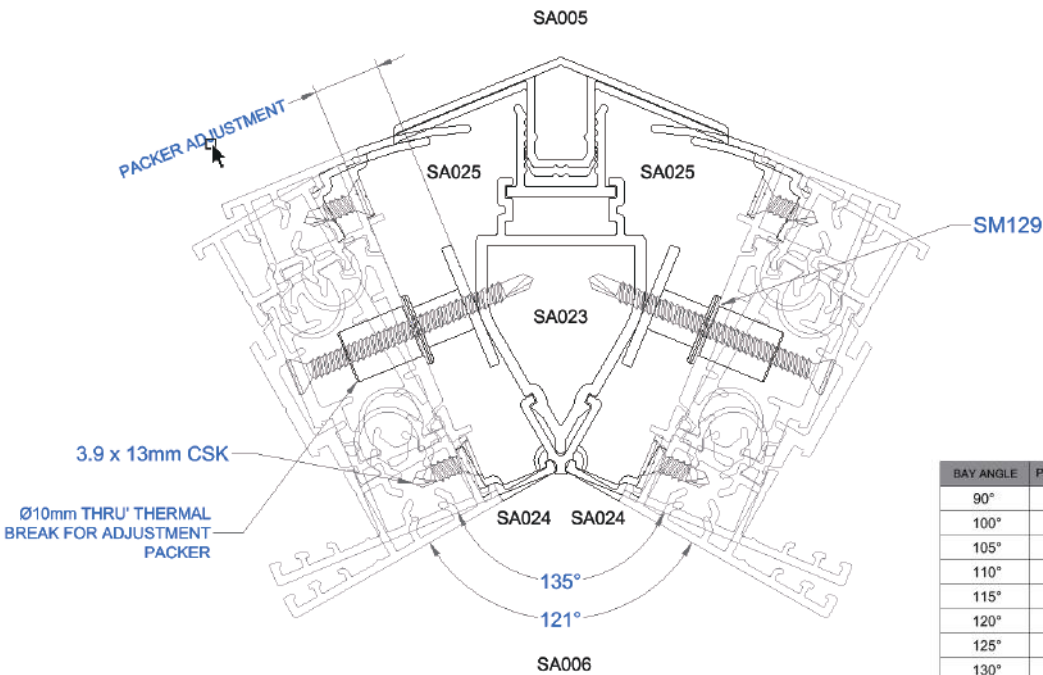 SA005
PACKER ADJUSTMENT
SA025
SA025
SM129
SA023
3.9 x 13mm CSK
Ø10mm THRU' THERMAL
BREAK FOR ADJUSTMENT
PACKER
SA024
SA024
135°
121°
SA006
BAY ANGLE P
90°
100°
105°
110°
115°
120°
125°
130°